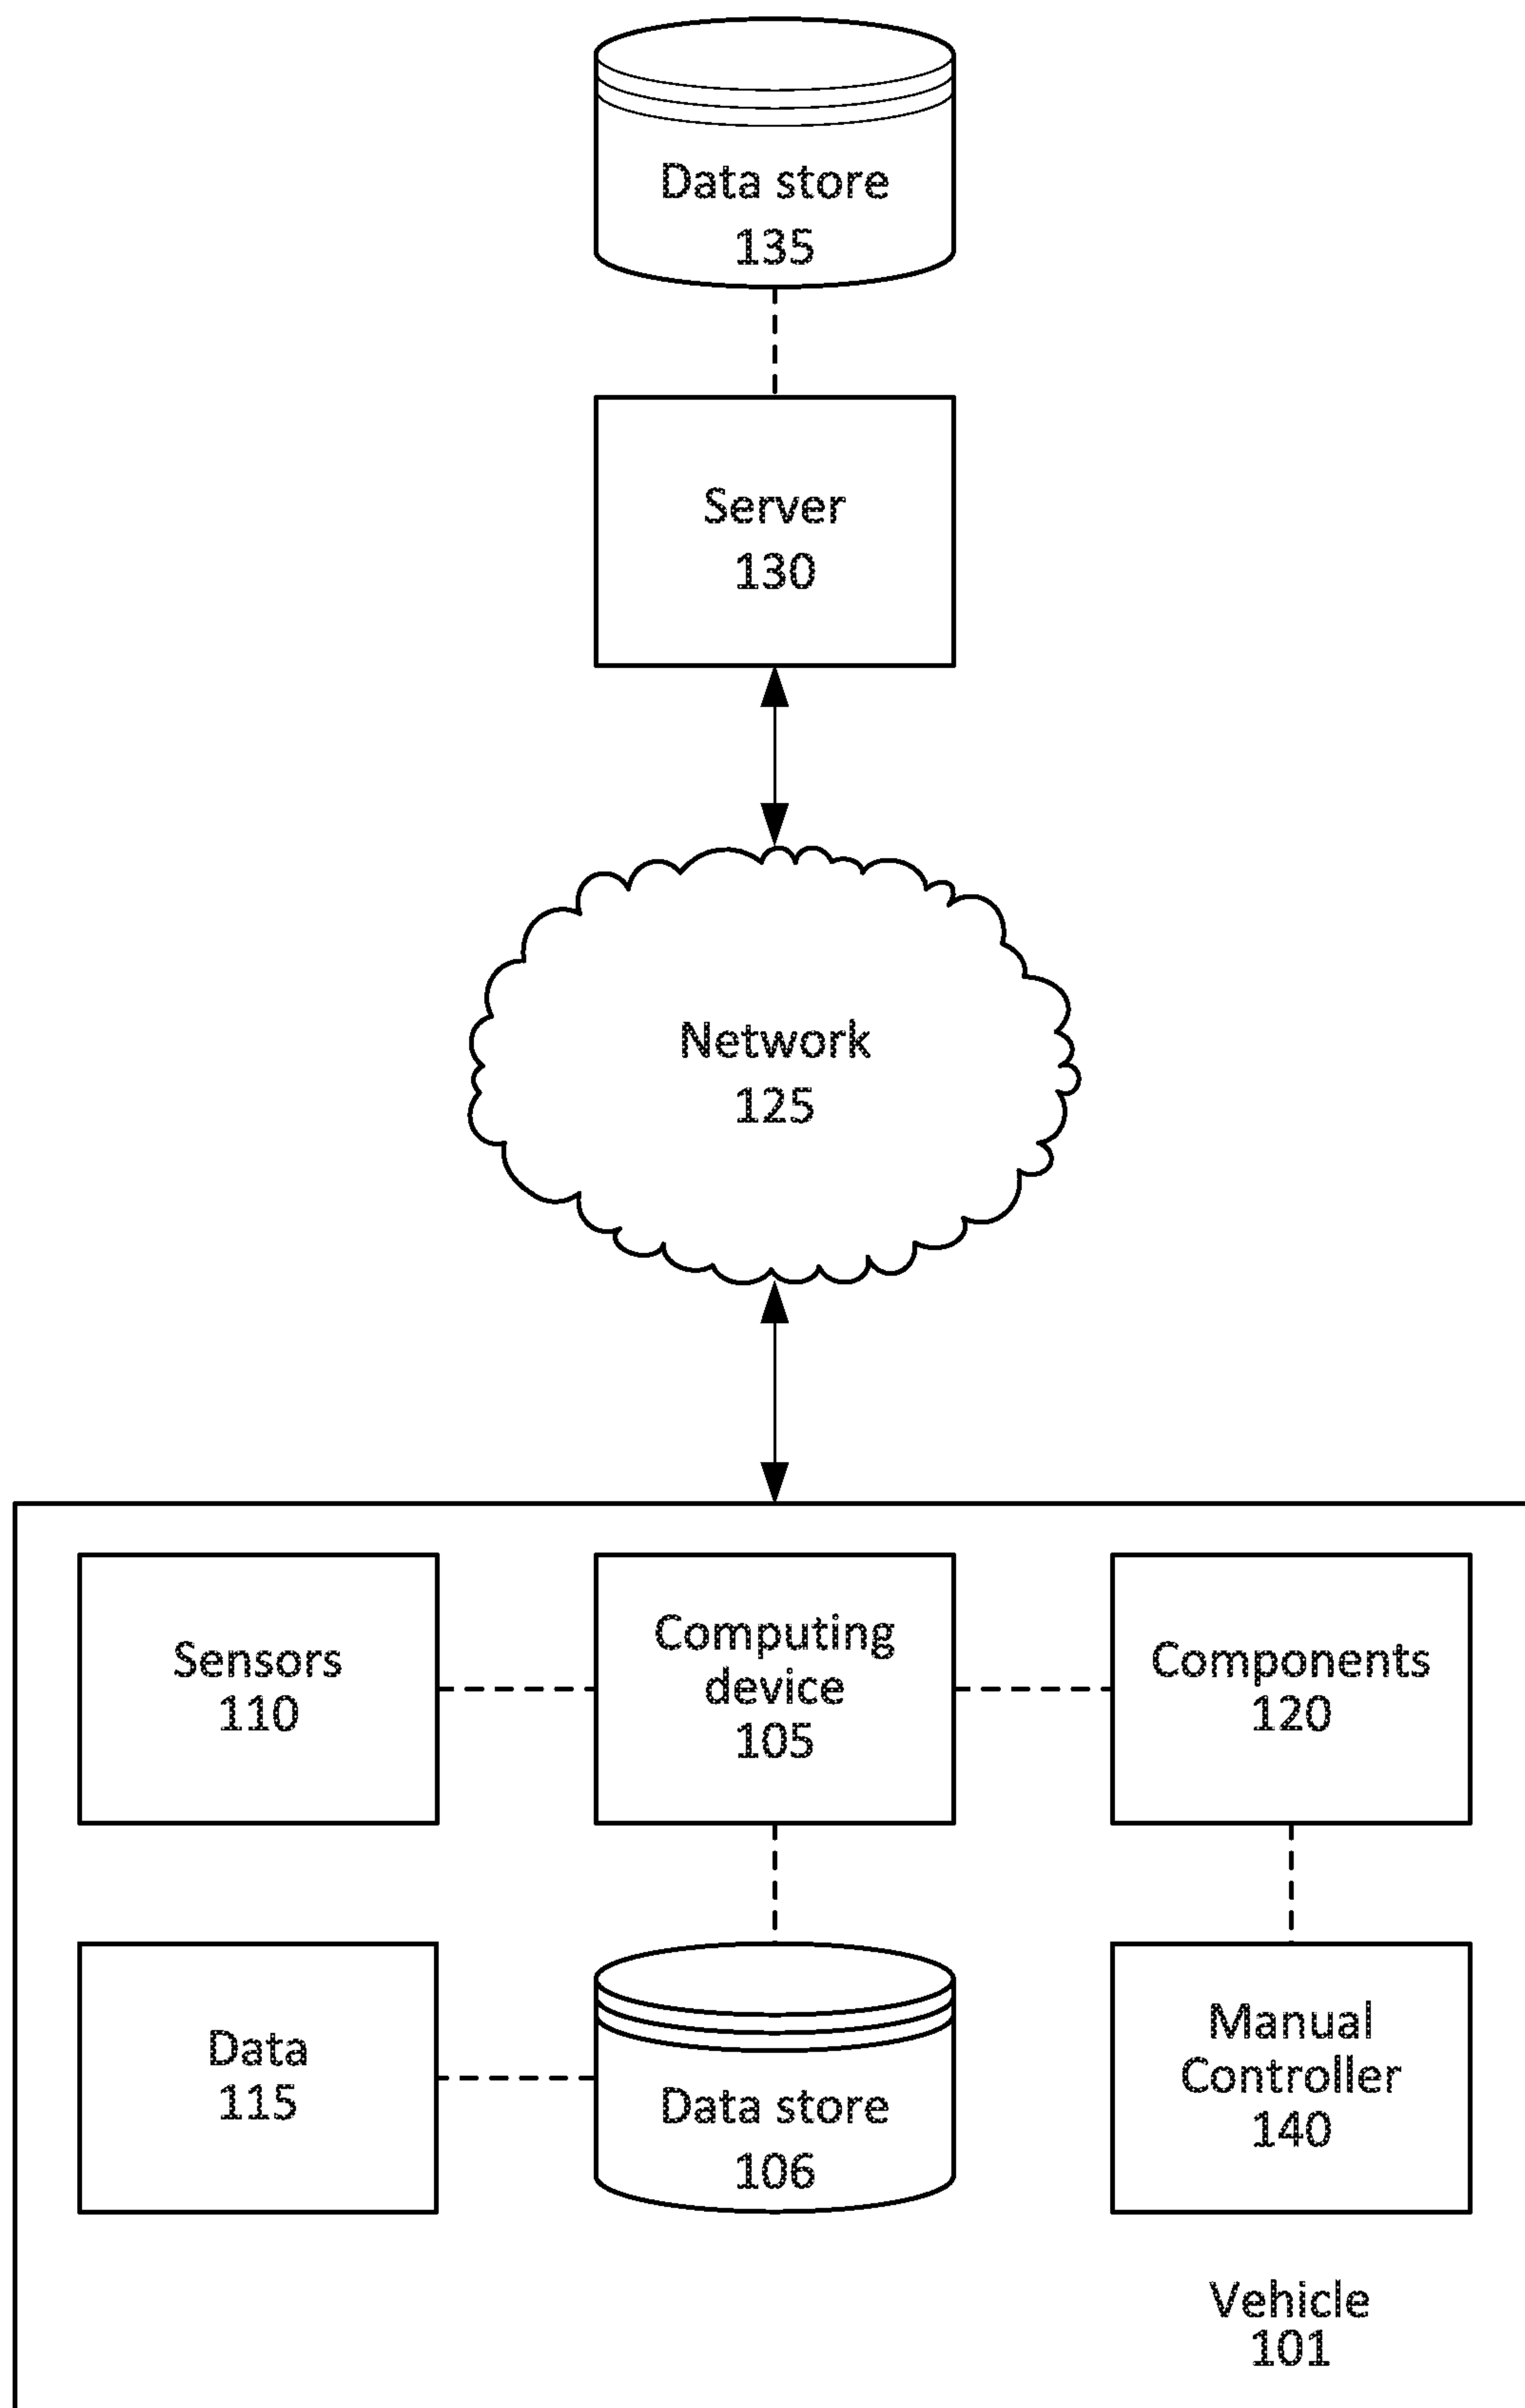 Data store
135
Server
130
Network
125
Sensors
110
Computing
device
105
Components
120
Data
115
Data store
106
Manual
Controller
140
Vehicle
101